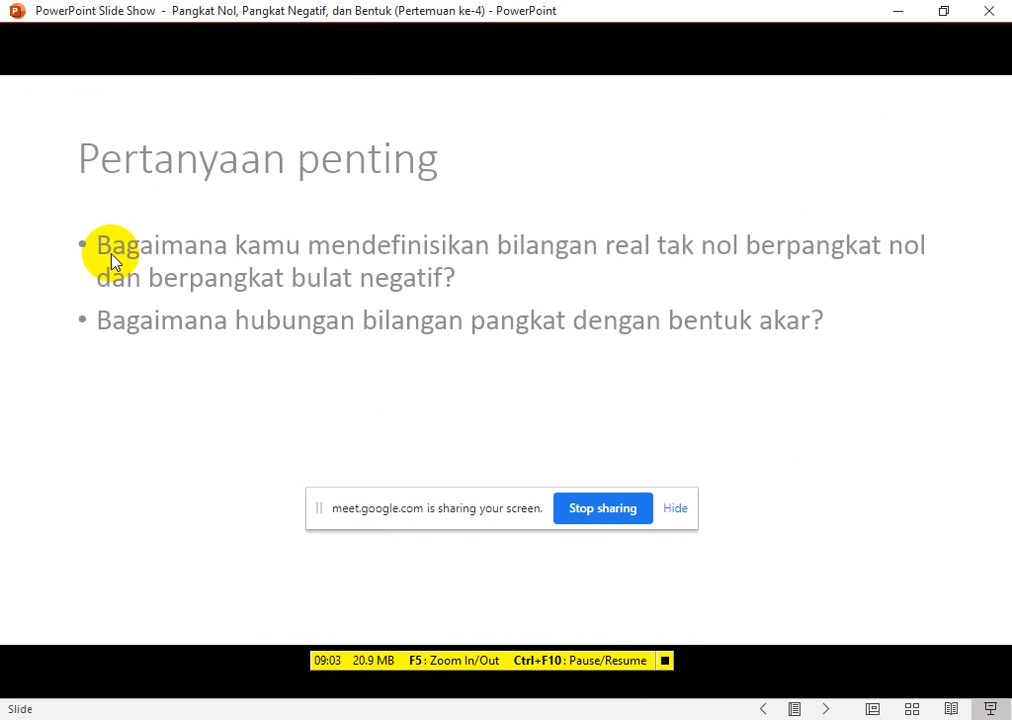 PowerPoint Slide Show - Pangkat Nol, Pangkat Negatif, dan Bentuk (Pertemuan ke-4) - PowerPoint
Pertanyaan penting
• Bagaimana kamu mendefinisikan bilangan real tak nol berpangkat nol
dan berpangkat bulat negatif?
• Bagaimana hubungan bilangan pangkat dengan bentuk akar?
meet.google.com is sharing your screen. Stop sharing Hide
09:03 20.9 MB F5: Zoom In/Out Ctrl+F10: Pause/Resume
Slide